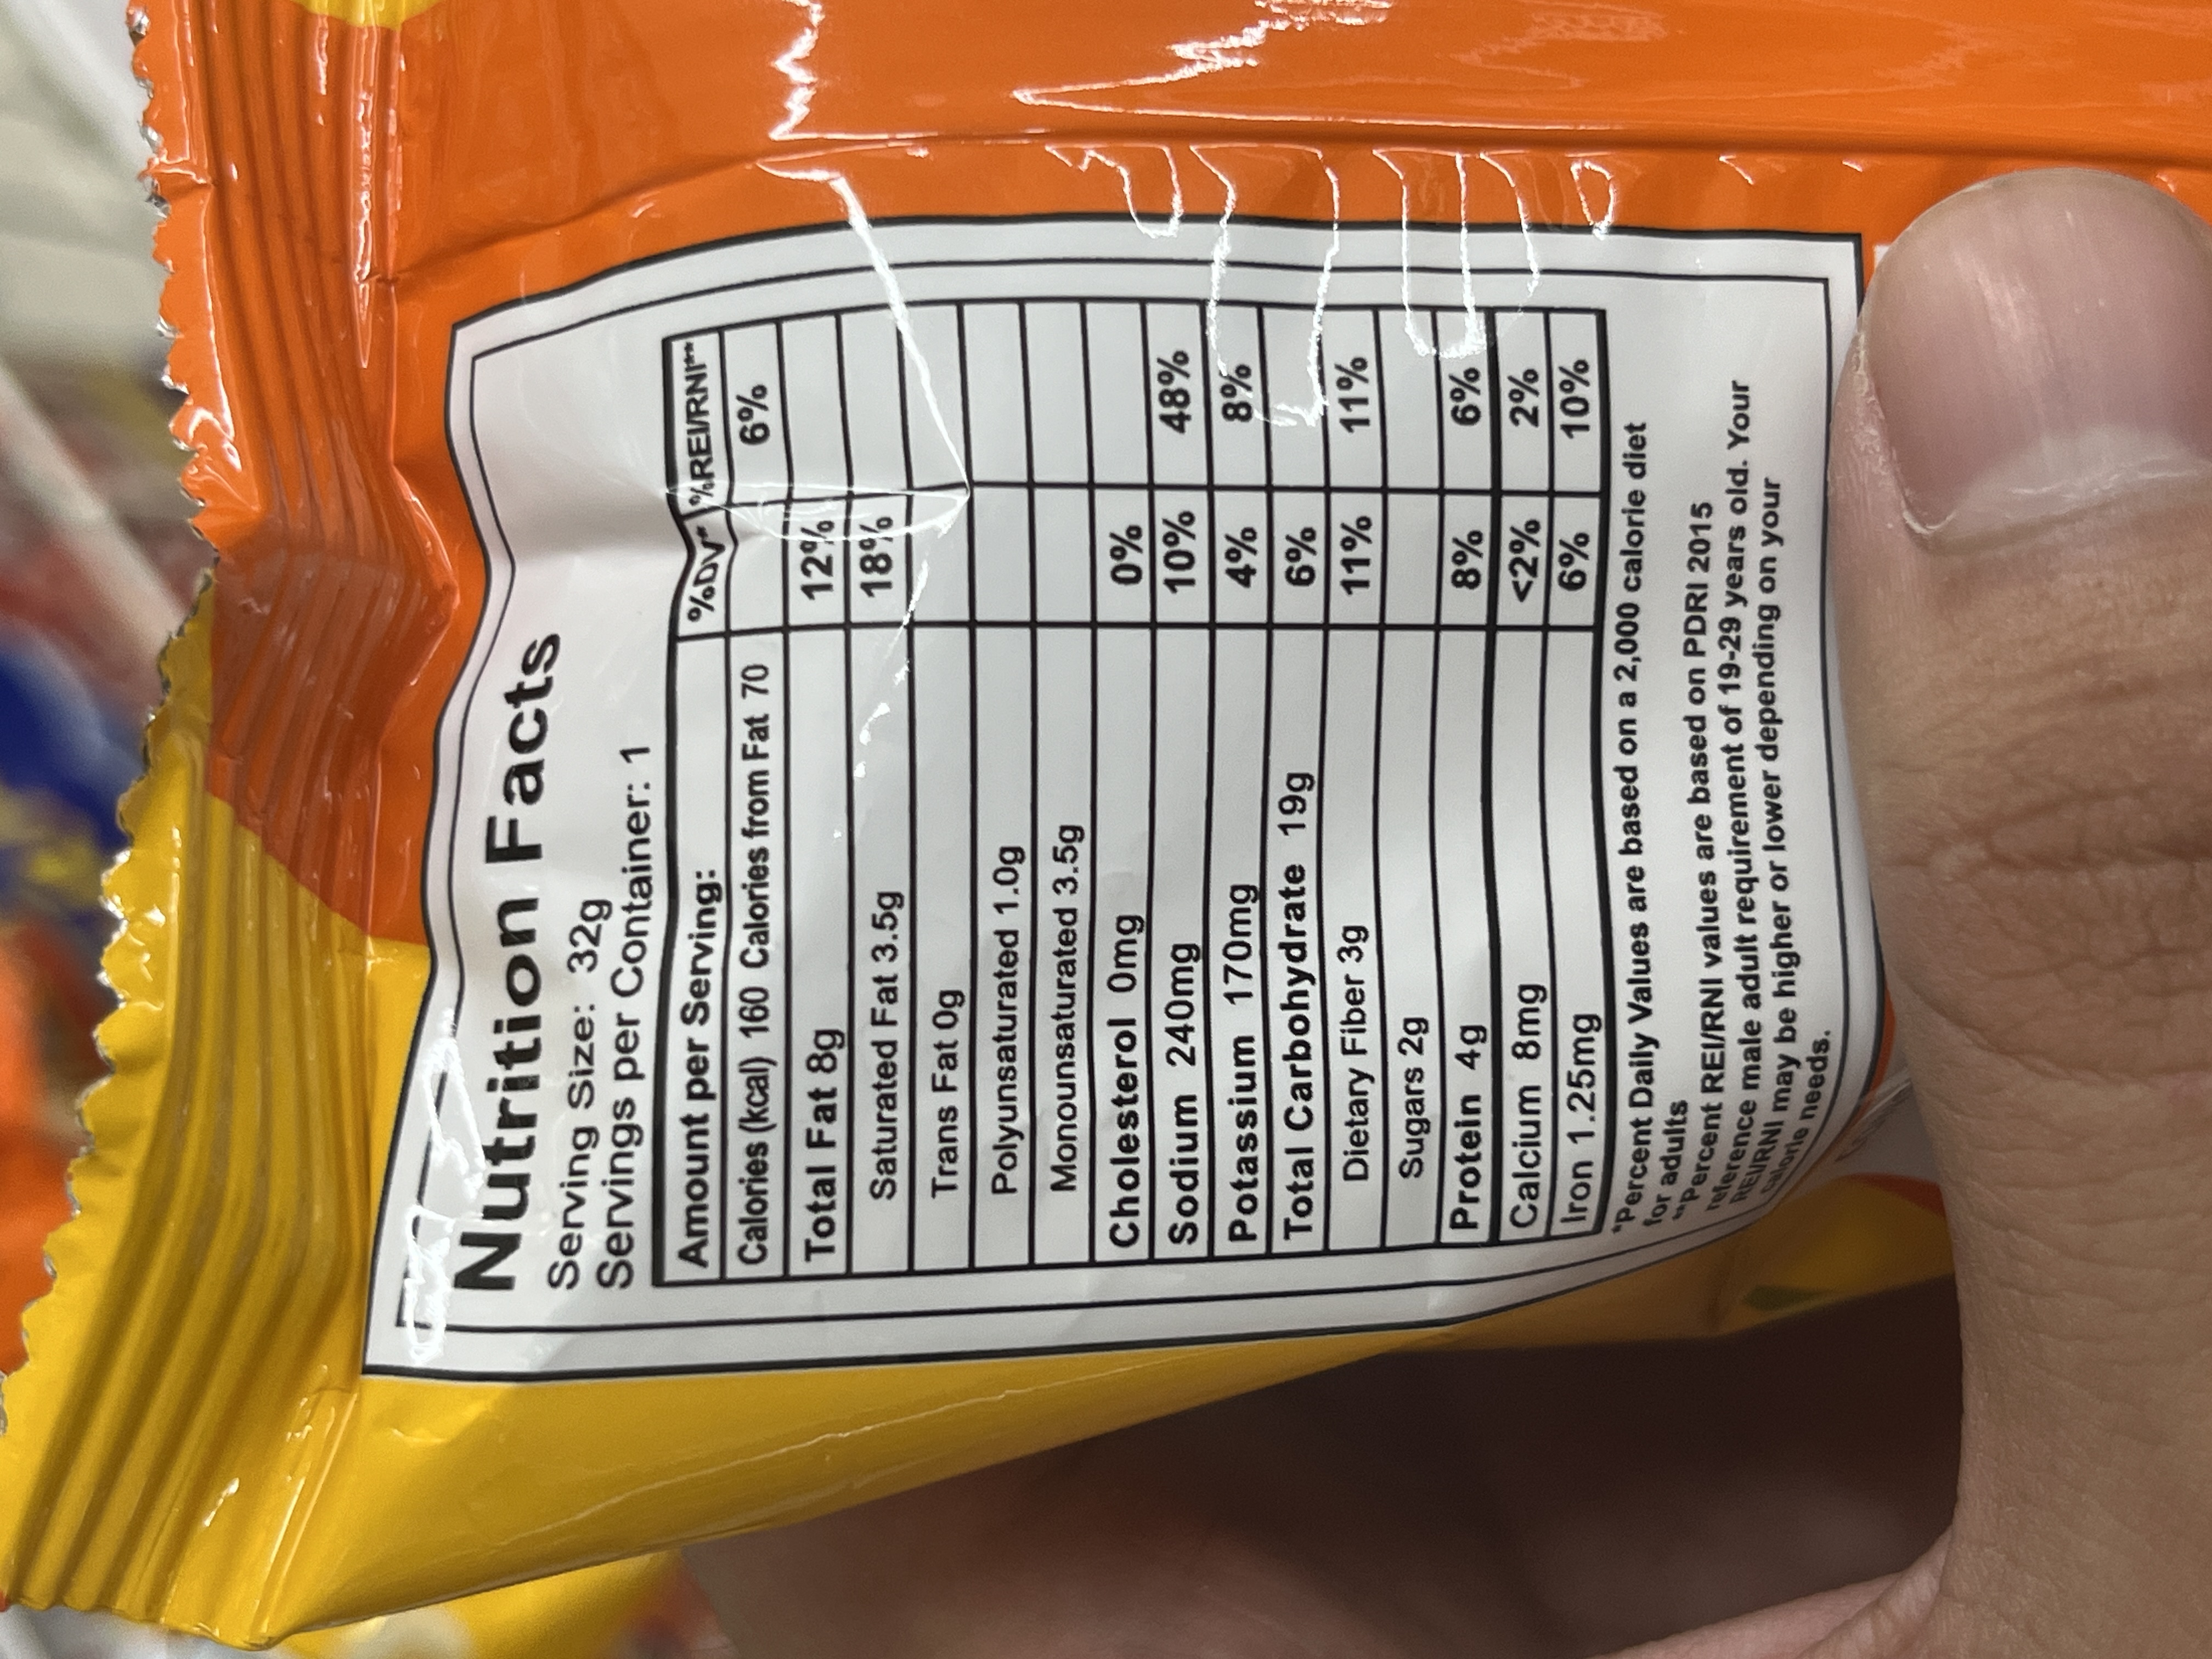 Nutrition Facts
Serving Size: 32g
Servings per Container: 1
Amount per Serving: %DV* %REI/RNI**
Calories (kcal) 160 Calories from Fat 70 6%
Total Fat 8g 12%
Saturated Fat 3.5g 18%
Trans Fat 0g
Polyunsaturated 1.0g
Monounsaturated 3.5g
Cholesterol 0mg 0%
Sodium 240mg 10% 48%
Potassium 170mg 4% 8%
Total Carbohydrate 19g 6%
Dietary Fiber 3g 11% 11%
Sugars 2g
Protein 4g 8% 6%
Calcium 8mg <2% 2%
Iron 1.25mg 6% 10%
*Percent Daily Values are based on a 2,000 calorie diet
for adults
**Percent REI/RNI values are based on PDRI 2015
reference male adult requirement of 19-29 years old. Your
REI/RNI may be higher or lower depending on your
calorie needs.